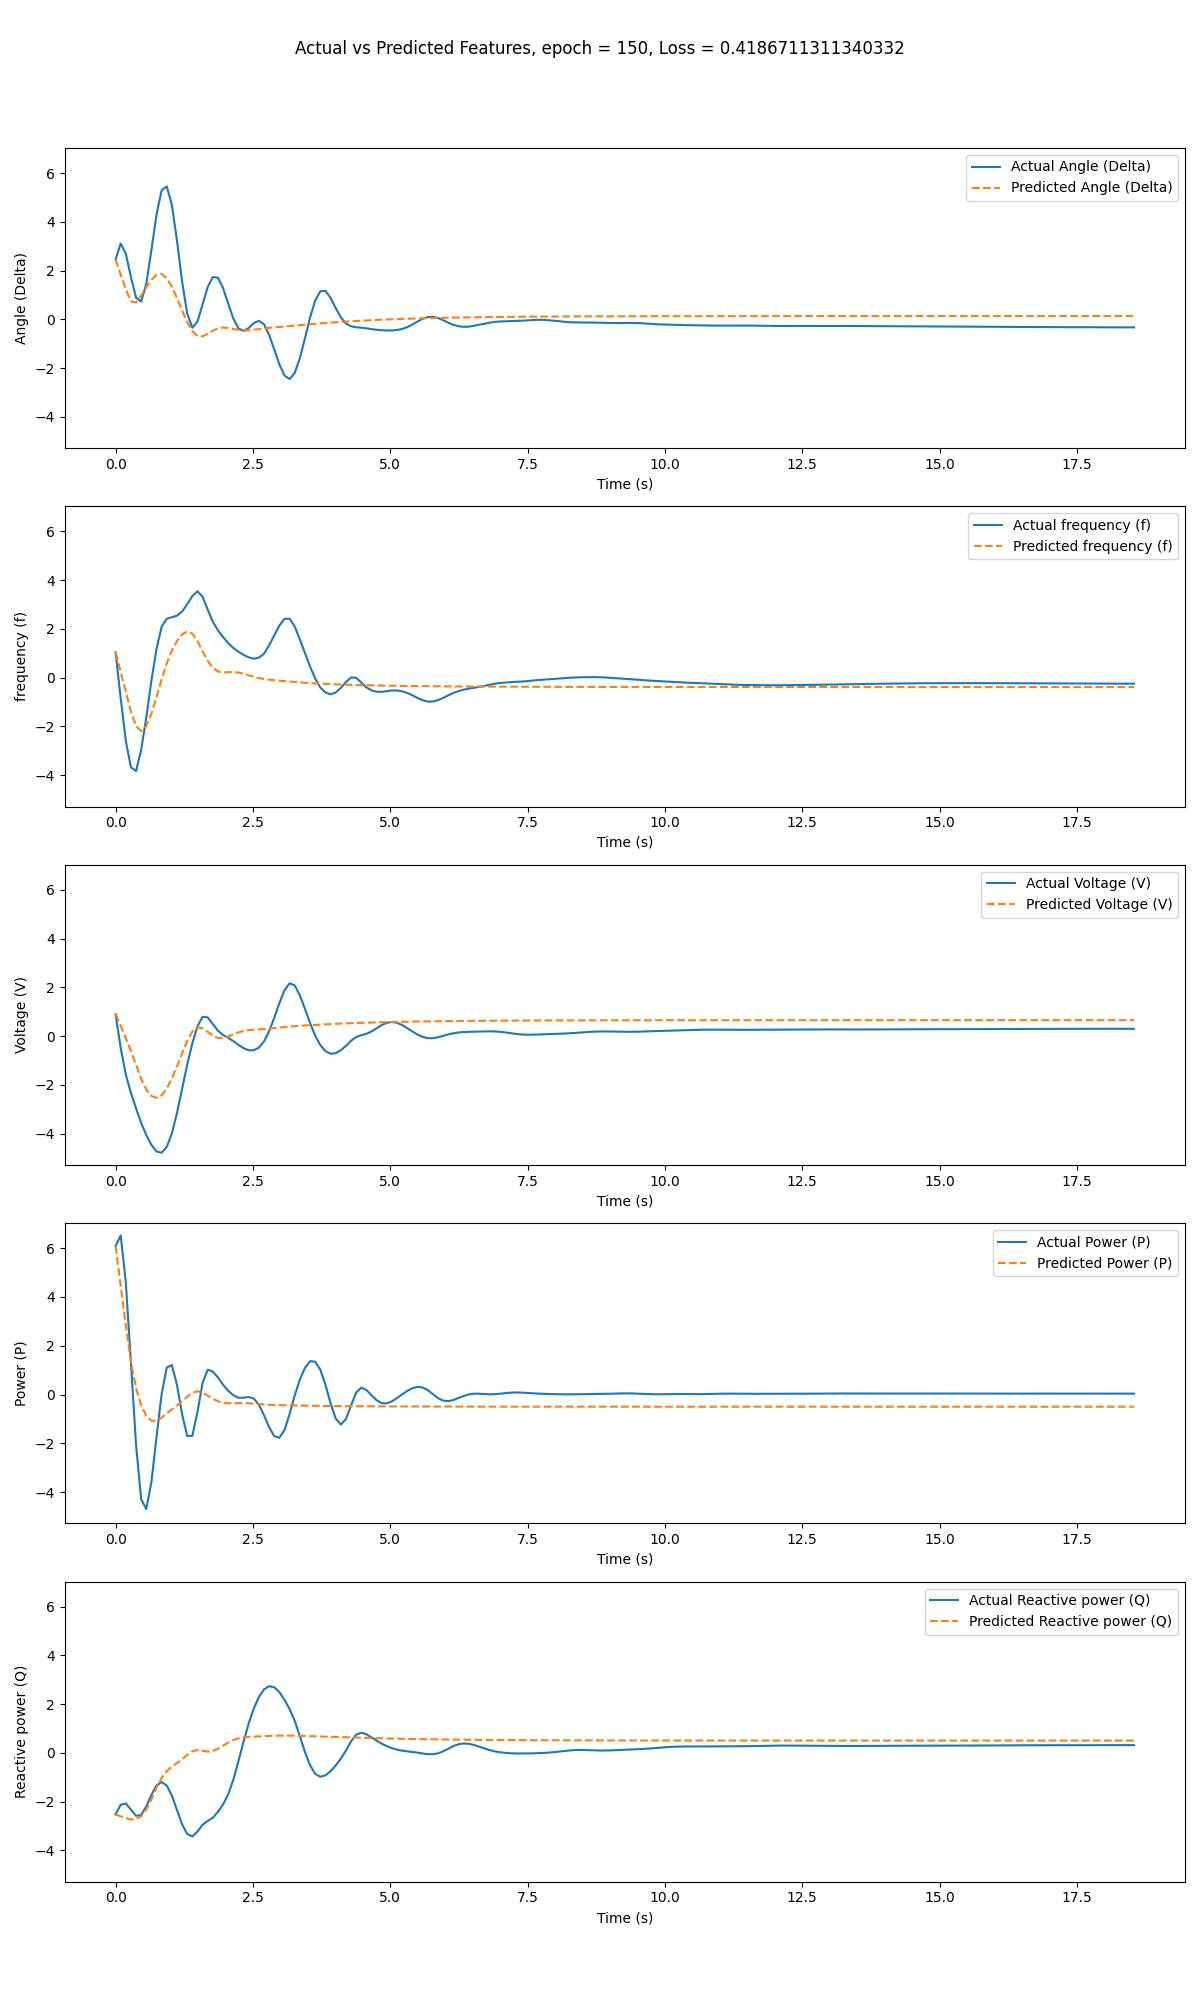 Actual vs Predicted Features, epoch = 150, Loss = 0.4186711311340332
Actual Angle (Delta)
Predicted Angle (Delta)
Angle (Delta)
6
4
2
0
−2
−4
0.0 2.5 5.0 7.5 10.0 12.5 15.0 17.5
Time (s)
Actual frequency (f)
Predicted frequency (f)
frequency (f)
6
4
2
0
−2
−4
0.0 2.5 5.0 7.5 10.0 12.5 15.0 17.5
Time (s)
Actual Voltage (V)
Predicted Voltage (V)
Voltage (V)
6
4
2
0
−2
−4
0.0 2.5 5.0 7.5 10.0 12.5 15.0 17.5
Time (s)
Actual Power (P)
Predicted Power (P)
Power (P)
6
4
2
0
−2
−4
0.0 2.5 5.0 7.5 10.0 12.5 15.0 17.5
Time (s)
Actual Reactive power (Q)
Predicted Reactive power (Q)
Reactive power (Q)
6
4
2
0
−2
−4
0.0 2.5 5.0 7.5 10.0 12.5 15.0 17.5
Time (s)